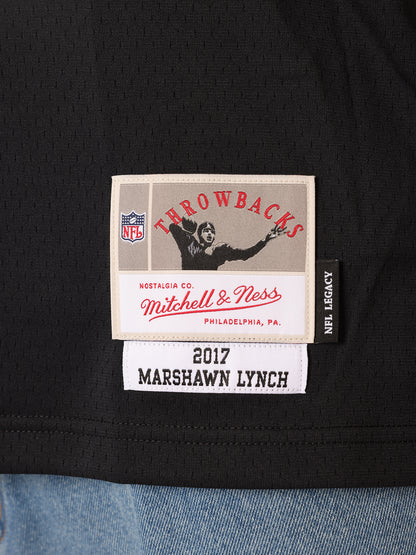 THROWBACKS
NFL
NOSTALGIA CO.
Mitchell & Ness
PHILADELPHIA, PA.
NFL LEGACY
2017
MARSHAWN LYNCH